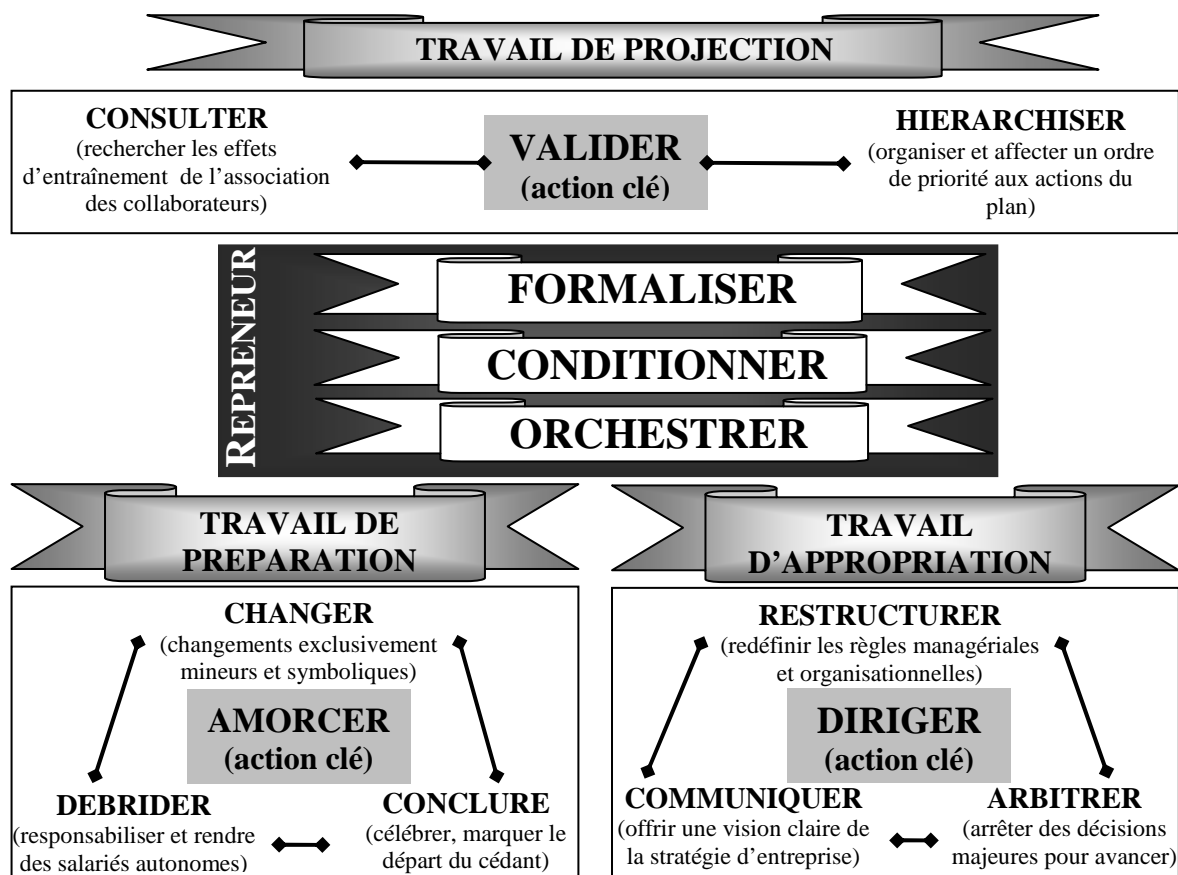 TRAVAIL DE PROJECTION
CONSULTER
(rechercher les effets
d'entraînement de l'association
des collaborateurs)
VALIDER
(action clé)
HIERARCHISER
(organiser et affecter un ordre
de priorité aux actions du
plan)
REPRENEUR
FORMALISER
CONDITIONNER
ORCHESTRER
TRAVAIL DE
PREPARATION
CHANGER
(changements exclusivement
mineurs et symboliques)
AMORCER
(action clé)
DEBRIDER
(responsabiliser et rendre
des salariés autonomes)
CONCLURE
(célébrer, marquer le
départ du cédant)
TRAVAIL
D'APPROPRIATION
RESTRUCTURER
(redéfinir les règles managériales
et organisationnelles)
DIRIGER
(action clé)
COMMUNIQUER
(offrir une vision claire de
la stratégie d'entreprise)
ARBITRER
(arrêter des décisions
majeures pour avancer)